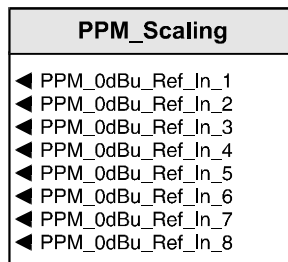 PPM_Scaling
PPM_0dBu_Ref_In_1
PPM_0dBu_Ref_In_2
PPM_0dBu_Ref_In_3
PPM_0dBu_Ref_In_4
PPM_0dBu_Ref_In_5
PPM_0dBu_Ref_In_6
PPM_0dBu_Ref_In_7
PPM_0dBu_Ref_In_8